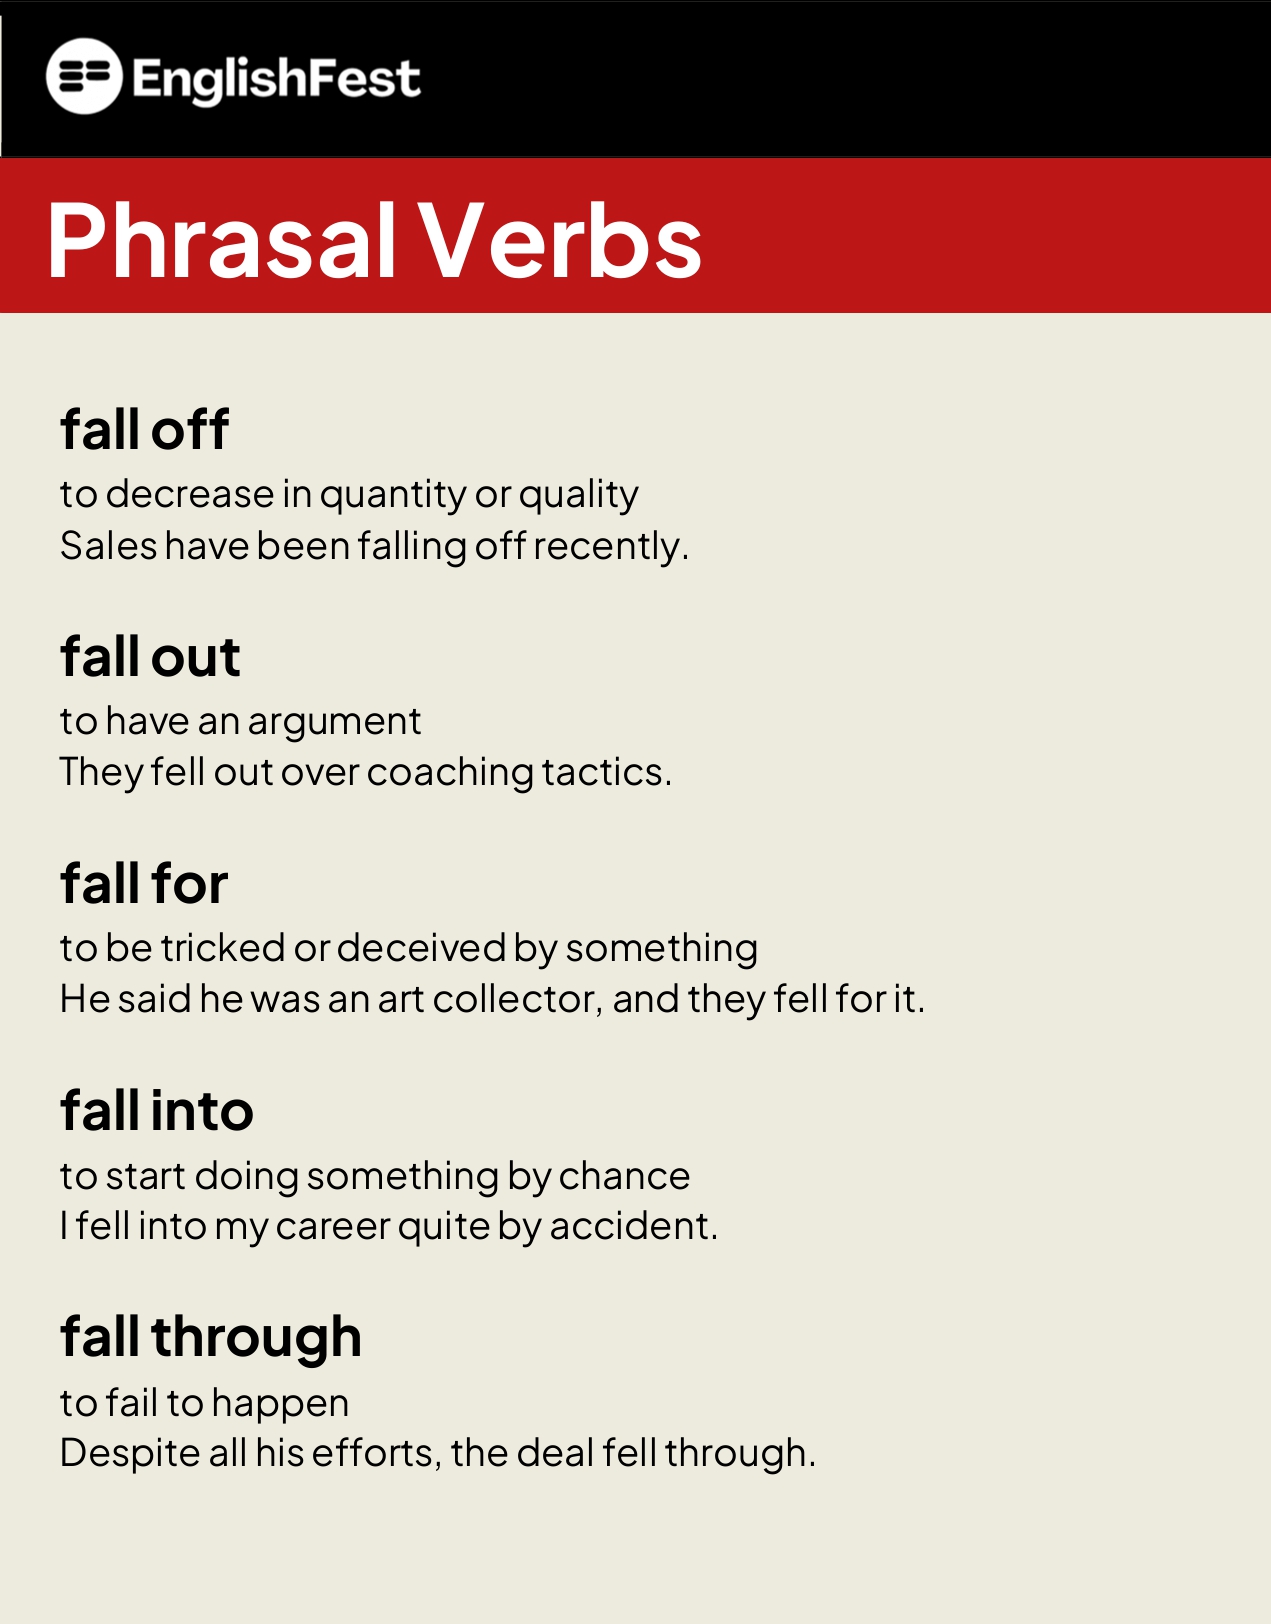 EnglishFest
Phrasal Verbs
fall off
to decrease in quantity or quality
Sales have been falling off recently.
fall out
to have an argument
They fell out over coaching tactics.
fall for
to be tricked or deceived by something
He said he was an art collector, and they fell for it.
fall into
to start doing something by chance
I fell into my career quite by accident.
fall through
to fail to happen
Despite all his efforts, the deal fell through.